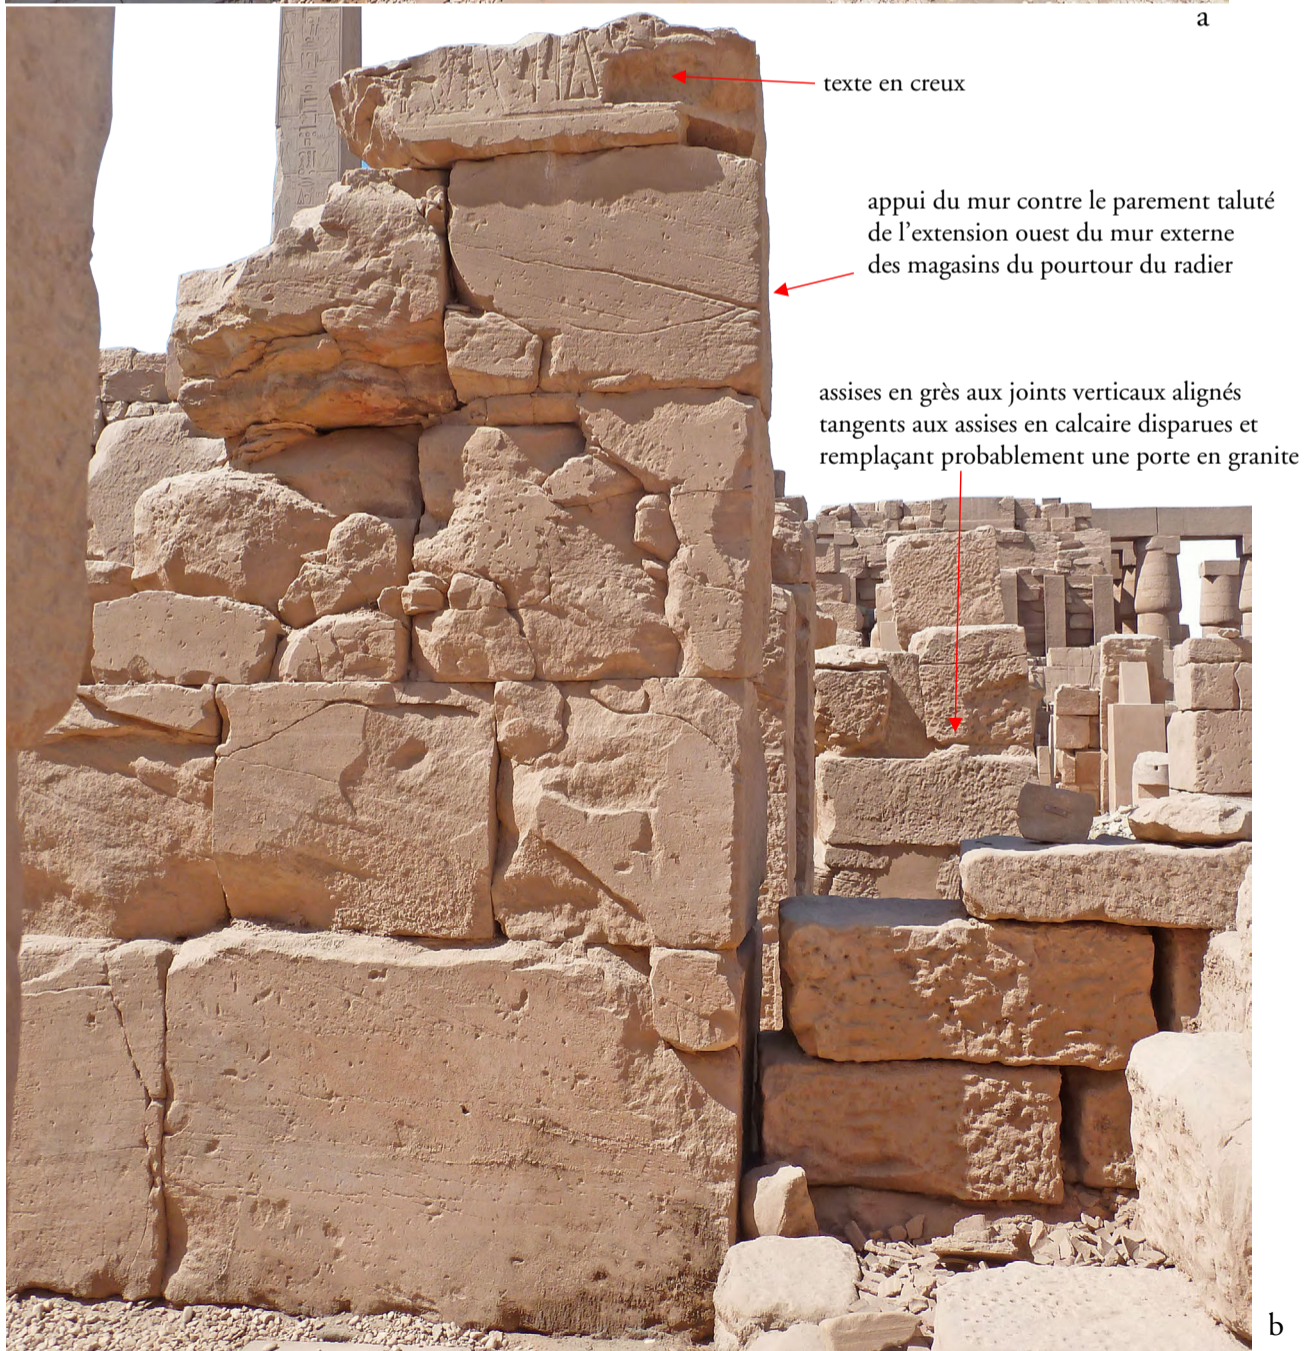 a
texte en creux
appui du mur contre le parement taluté
de l’extension ouest du mur externe
des magasins du pourtour du radier
assises en grès aux joints verticaux alignés
tangents aux assises en calcaire disparues et
remplaçant probablement une porte en granite
b